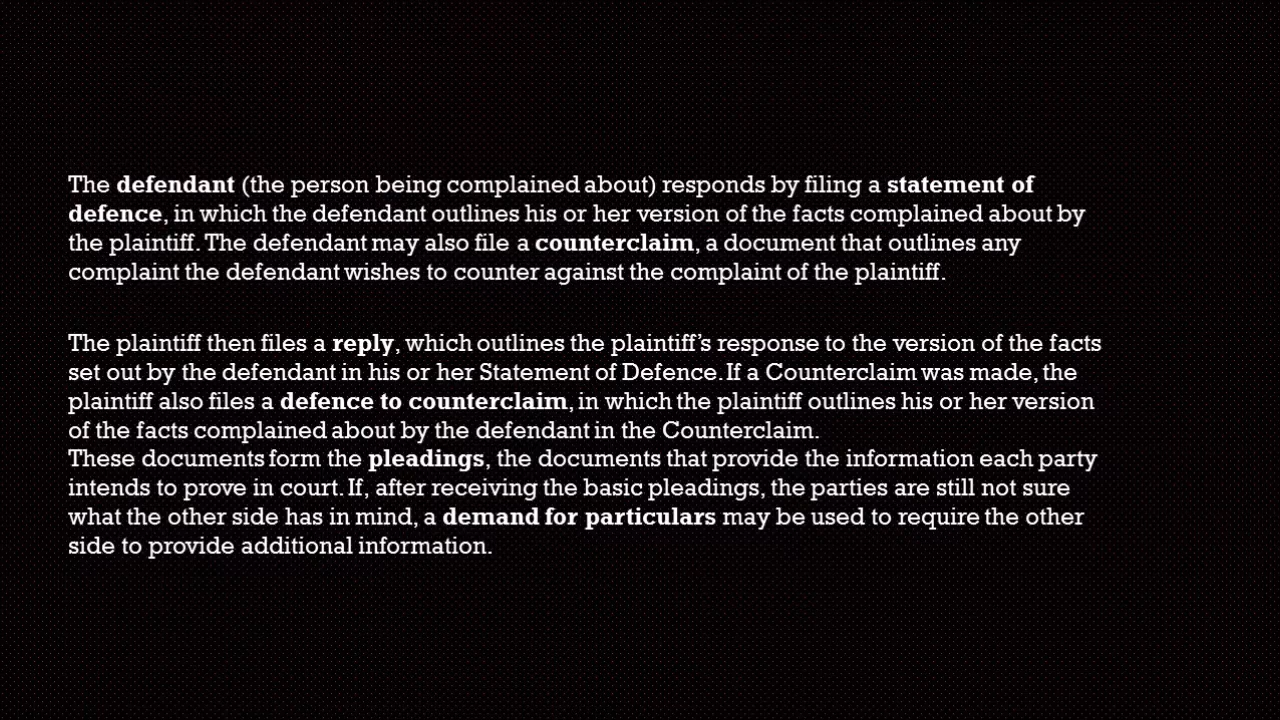 The defendant (the person being complained about) responds by filing a statement of
defence, in which the defendant outlines his or her version of the facts complained about by
the plaintiff. The defendant may also file a counterclaim, a document that outlines any
complaint the defendant wishes to counter against the complaint of the plaintiff.
The plaintiff then files a reply, which outlines the plaintiff’s response to the version of the facts
set out by the defendant in his or her Statement of Defence. If a Counterclaim was made, the
plaintiff also files a defence to counterclaim, in which the plaintiff outlines his or her version
of the facts complained about by the defendant in the Counterclaim.
These documents form the pleadings, the documents that provide the information each party
intends to prove in court. If, after receiving the basic pleadings, the parties are still not sure
what the other side has in mind, a demand for particulars may be used to require the other
side to provide additional information.